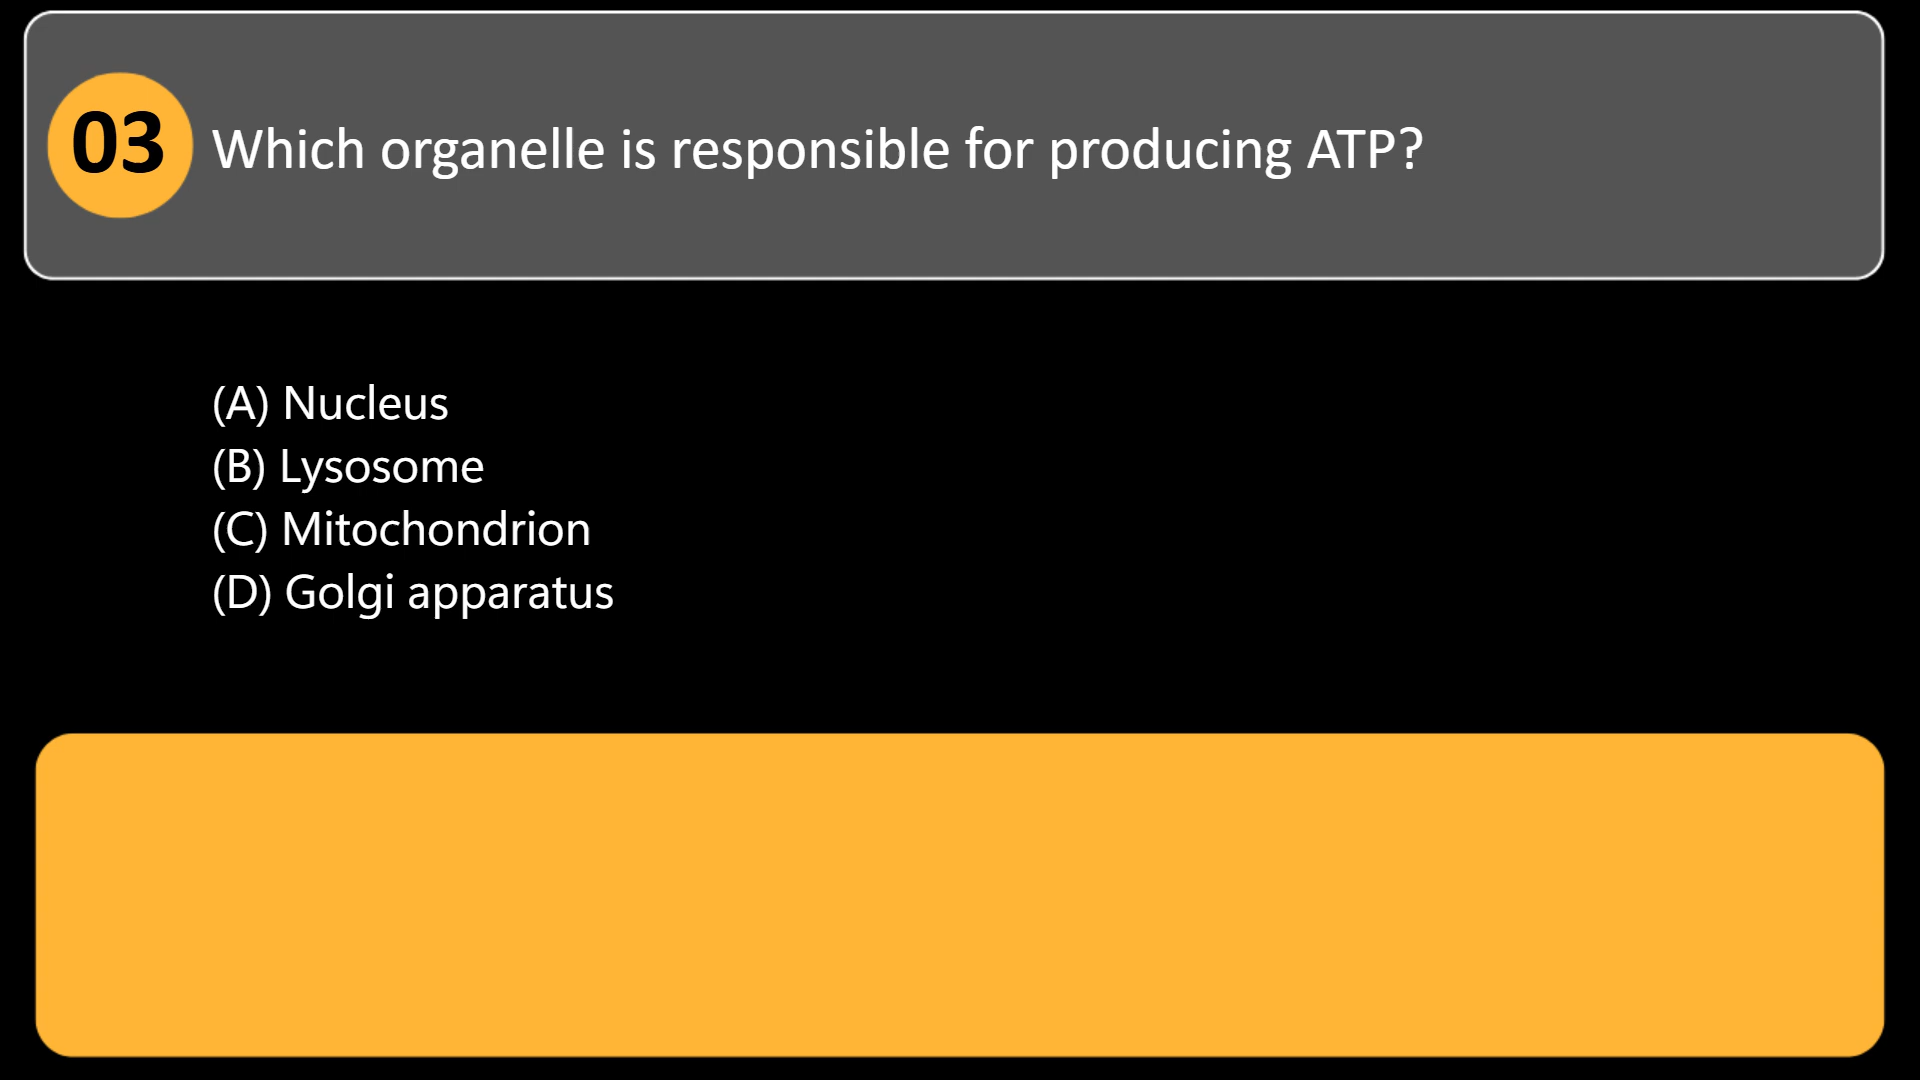 03 Which organelle is responsible for producing ATP?
(A) Nucleus
(B) Lysosome
(C) Mitochondrion
(D) Golgi apparatus